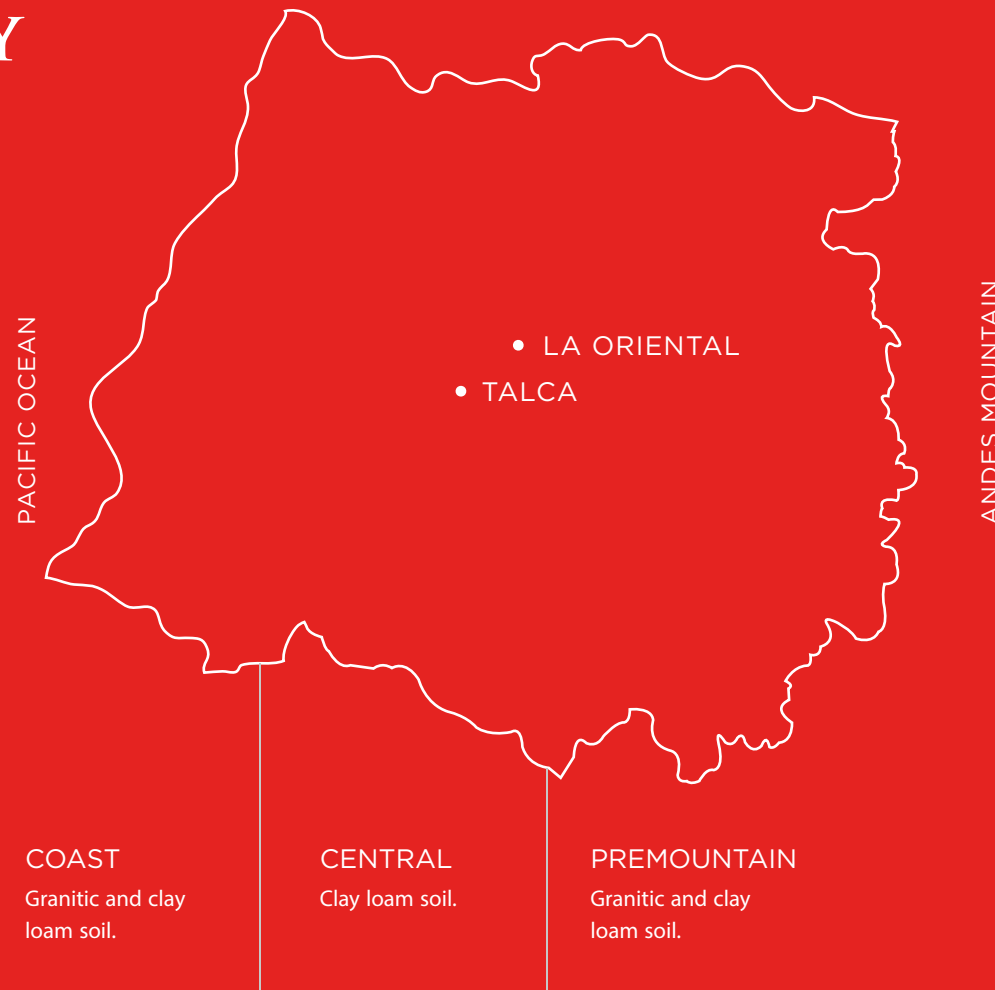 Y
PACIFIC OCEAN
LA ORIENTAL
TALCA
ANDES MOUNTAIN
COAST
Granitic and clay
loam soil.
CENTRAL
Clay loam soil.
PREMOUNTAIN
Granitic and clay
loam soil.